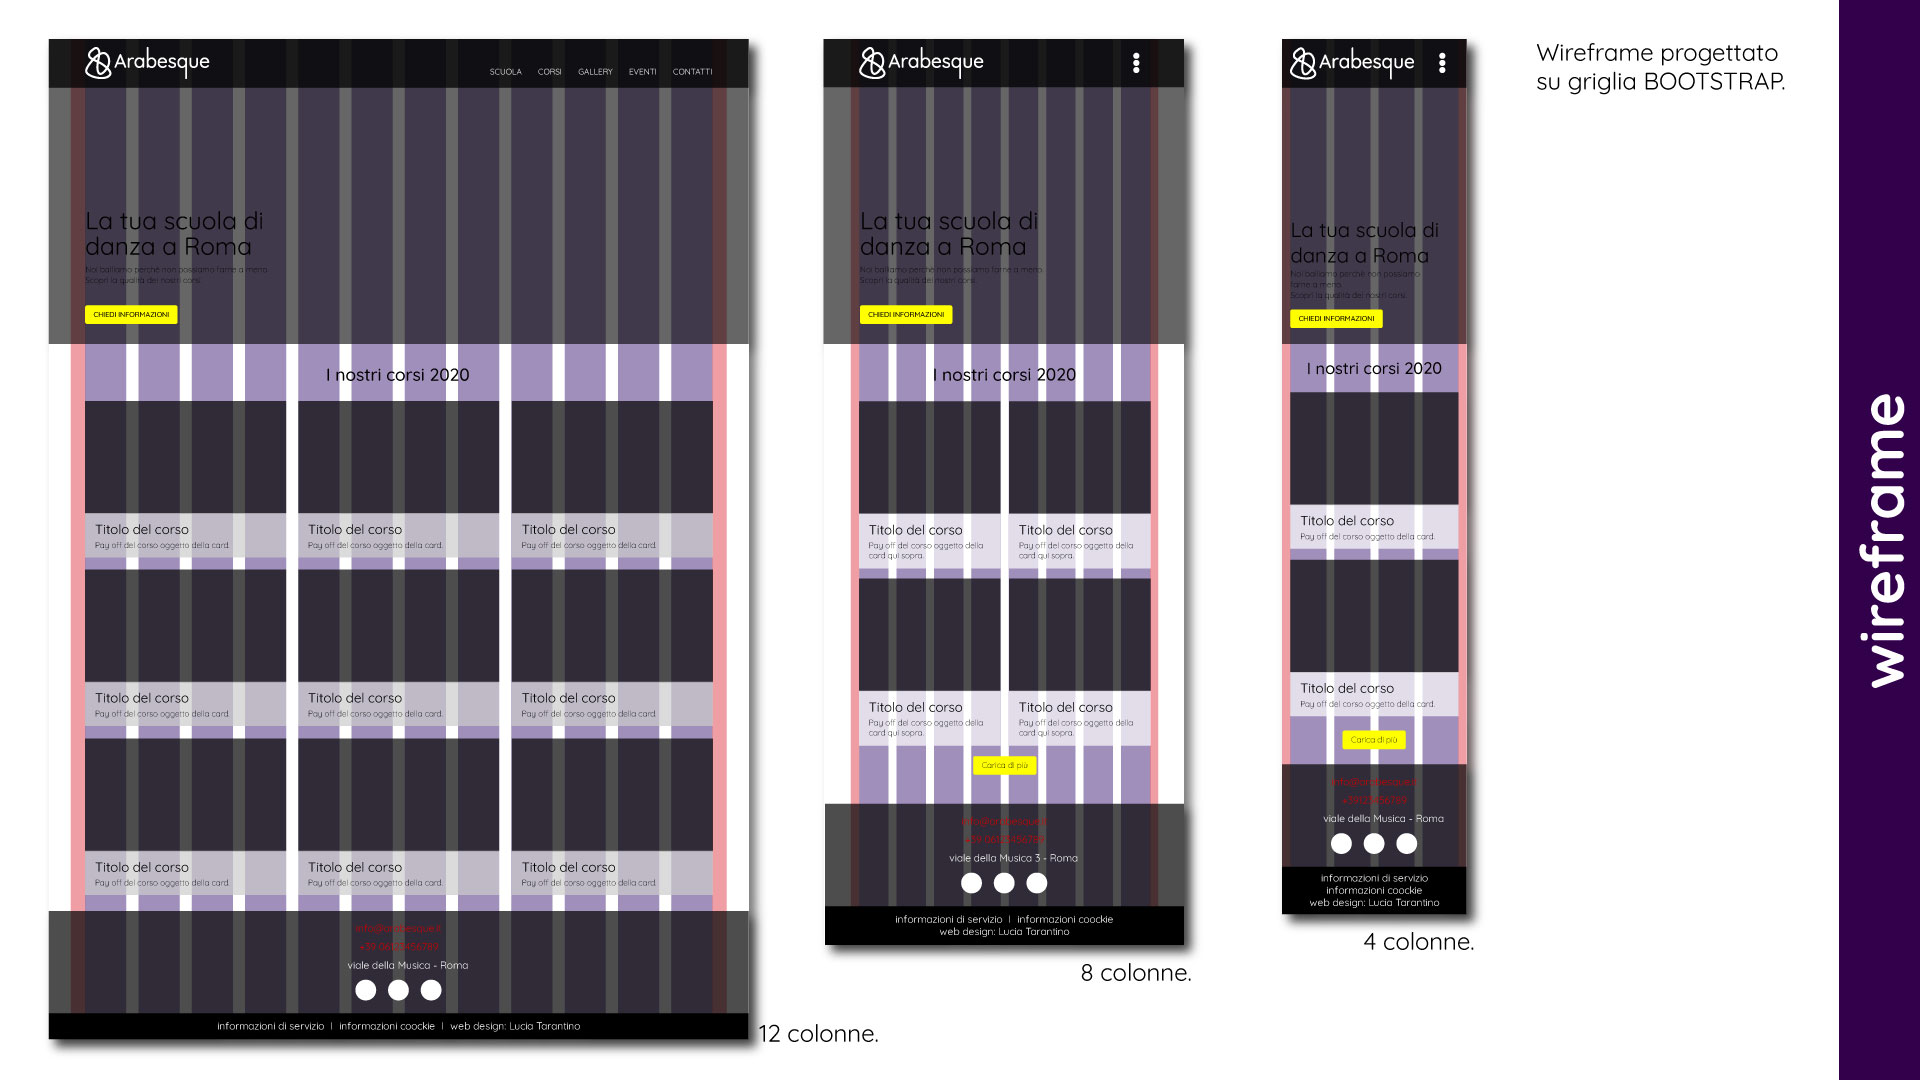 Arabesque
SCUOLA CORSI GALLERY EVENTI CONTATTI
La tua scuola di
danza a Roma
Noi balliamo perchè non possiamo farne a meno.
Scopri la qualità dei nostri corsi.
CHIEDI INFORMAZIONI
I nostri corsi 2020
Titolo del corso
Pay off del corso oggetto della card.
Titolo del corso
Pay off del corso oggetto della card.
Titolo del corso
Pay off del corso oggetto della card.
Titolo del corso
Pay off del corso oggetto della card.
Titolo del corso
Pay off del corso oggetto della card.
Titolo del corso
Pay off del corso oggetto della card.
Titolo del corso
Pay off del corso oggetto della card.
Titolo del corso
Pay off del corso oggetto della card.
Titolo del corso
Pay off del corso oggetto della card.
info@arabesque.it
+39 06123456789
viale della Musica - Roma
informazioni di servizio | informazioni coockie | web design: Lucia Tarantino
12 colonne.
Arabesque
La tua scuola di
danza a Roma
Noi balliamo perchè non possiamo farne a meno.
Scopri la qualità dei nostri corsi.
CHIEDI INFORMAZIONI
I nostri corsi 2020
Titolo del corso
Pay off del corso oggetto della
card qui sopra.
Titolo del corso
Pay off del corso oggetto della
card qui sopra.
Titolo del corso
Pay off del corso oggetto della
card qui sopra.
Titolo del corso
Pay off del corso oggetto della
card qui sopra.
Carica di più
info@arabesque.it
+39 06123456789
viale della Musica 3 - Roma
informazioni di servizio | informazioni coockie
web design: Lucia Tarantino
8 colonne.
Arabesque
La tua scuola di
danza a Roma
Noi balliamo perchè non possiamo
farne a meno.
Scopri la qualità dei nostri corsi.
CHIEDI INFORMAZIONI
I nostri corsi 2020
Titolo del corso
Pay off del corso oggetto della card.
Titolo del corso
Pay off del corso oggetto della card.
Carica di più
info@arabesque.it
+39123456789
viale della Musica - Roma
informazioni di servizio
informazioni coockie
web design: Lucia Tarantino
4 colonne.
Wireframe progettato
su griglia BOOTSTRAP.
wireframe